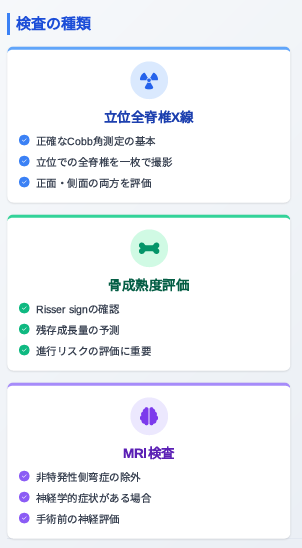 検査の種類
立位全脊椎X線
正確なCobb角測定の基本
立位での全脊椎を一枚で撮影
正面・側面の両方を評価
骨成熟度評価
Risser signの確認
残存成長量の予測
進行リスクの評価に重要
MRI検査
非特発性側弯症の除外
神経学的症状がある場合
手術前の神経評価